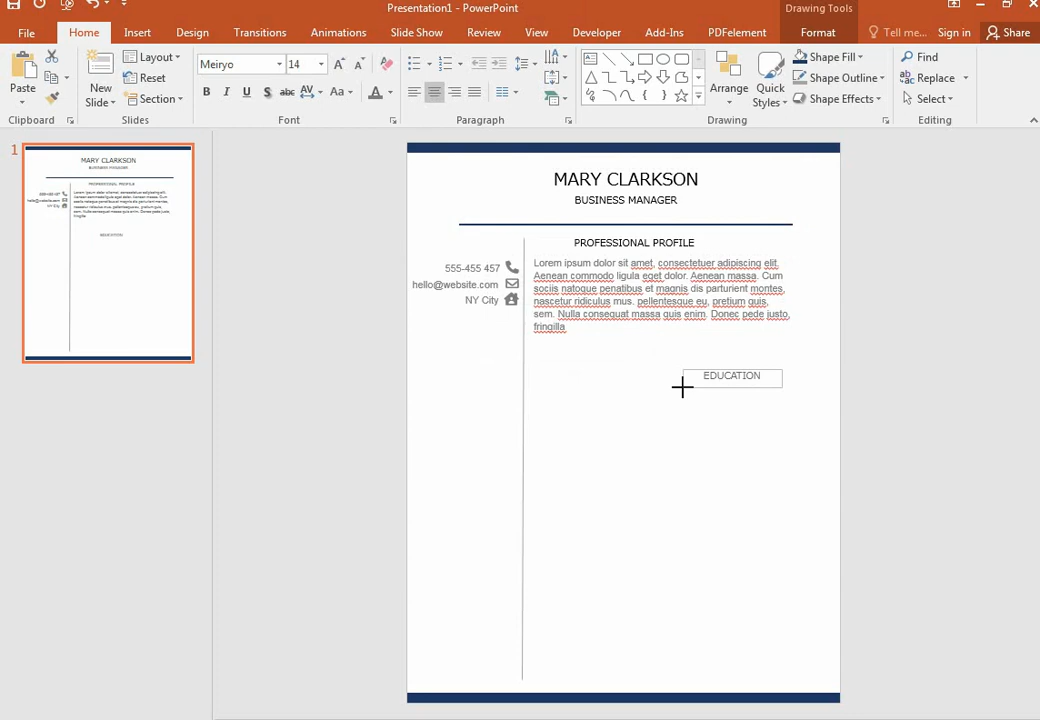 Presentation1 - PowerPoint
Drawing Tools
File Home Insert Design Transitions Animations Slide Show Review View Developer Add-Ins PDFelement Format Tell me... Sign in Share
Paste
New
Slide
Layout
Reset
Section
Meiryo 14
B I U S abc AV Aa A
Arrange
Quick
Styles
Shape Fill
Shape Outline
Shape Effects
Find
Replace
Select
Clipboard Slides Font Paragraph Drawing Editing
1
MARY CLARKSON
BUSINESS MANAGER
PROFESSIONAL PROFILE
555-455 457
hello@website.com
NY City
Lorem ipsum dolor sit amet, consectetuer adipiscing elit.
Aenean commodo ligula eget dolor. Aenean massa. Cum
sociis natoque penatibus et magnis dis parturient montes,
nascetur ridiculus mus. pellentesque eu, pretium quis,
sem. Nulla consequat massa quis enim. Donec pede justo,
fringilla
EDUCATION